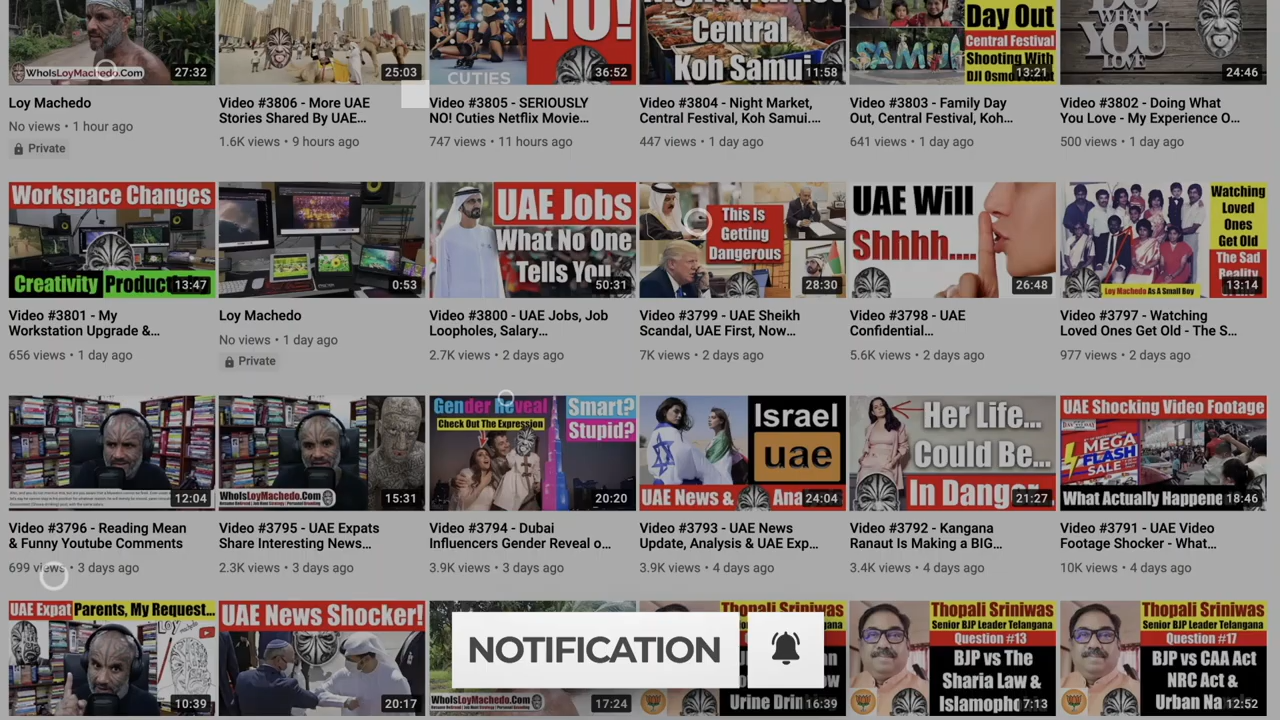 NO!
CUTIES
Night Market
Central
Koh Samui
SAMUI
Day Out
Central Festival
Shooting With
DJI Osmo
DO
WHAT
YOU
LOVE
WhoIsLoyMachedo.Com
27:32
25:03
36:52
11:58
13:21
24:46
Loy Machedo
No views • 1 hour ago
Private
Video #3806 - More UAE
Stories Shared By UAE...
1.6K views • 9 hours ago
Video #3805 - SERIOUSLY
NO! Cuties Netflix Movie...
747 views • 11 hours ago
Video #3804 - Night Market,
Central Festival, Koh Samui....
447 views • 1 day ago
Video #3803 - Family Day
Out, Central Festival, Koh...
641 views • 1 day ago
Video #3802 - Doing What
You Love - My Experience O...
500 views • 1 day ago
Workspace Changes
Creativity
13:47
0:53
UAE Jobs
What No One
Tells You
50:31
This Is
Getting
Dangerous
28:30
UAE Will
Shhhh....
26:48
Watching
Loved
Ones
Get Old
The Sad
Reality
Loy Machedo As A Small Boy
13:14
Video #3801 - My
Workstation Upgrade &...
656 views • 1 day ago
Loy Machedo
No views • 1 day ago
Private
Video #3800 - UAE Jobs, Job
Loopholes, Salary...
2.7K views • 2 days ago
Video #3799 - UAE Sheikh
Scandal, UAE First, Now...
7K views • 2 days ago
Video #3798 - UAE
Confidential...
5.6K views • 2 days ago
Video #3797 - Watching
Loved Ones Get Old - The S...
977 views • 2 days ago
12:04
WhoIsLoyMachedo.Com
15:31
Gender Reveal
Check Out The Expression
Smart?
Stupid?
20:20
Israel
uae
UAE News &
24:04
Her Life...
Could Be...
In Danger
21:27
UAE Shocking Video Footage
MEGA
FLASH
SALE
What Actually Happene
18:46
Video #3796 - Reading Mean
& Funny Youtube Comments
699 views • 3 days ago
Video #3795 - UAE Expats
Share Interesting News...
2.3K views • 3 days ago
Video #3794 - Dubai
Influencers Gender Reveal o...
3.9K views • 3 days ago
Video #3793 - UAE News
Update, Analysis & UAE Exp...
3.9K views • 4 days ago
Video #3792 - Kangana
Ranaut Is Making a BIG...
3.4K views • 4 days ago
Video #3791 - UAE Video
Footage Shocker - What...
10K views • 4 days ago
UAE Expat Parents, My Request...
LOY
10:39
UAE News Shocker!
20:17
WhoIsLoyMachedo.Com
17:24
NOTIFICATION
Thopali Sriniwas
Senior BJP Leader Telangana
Urine Drin
16:39
Thopali Sriniwas
Senior BJP Leader Telangana
Question #13
BJP vs The
Sharia Law &
Islamopho
7:13
Thopali Sriniwas
Senior BJP Leader Telangana
Question #17
BJP vs CAA Act
NRC Act &
Urban Na
12:52